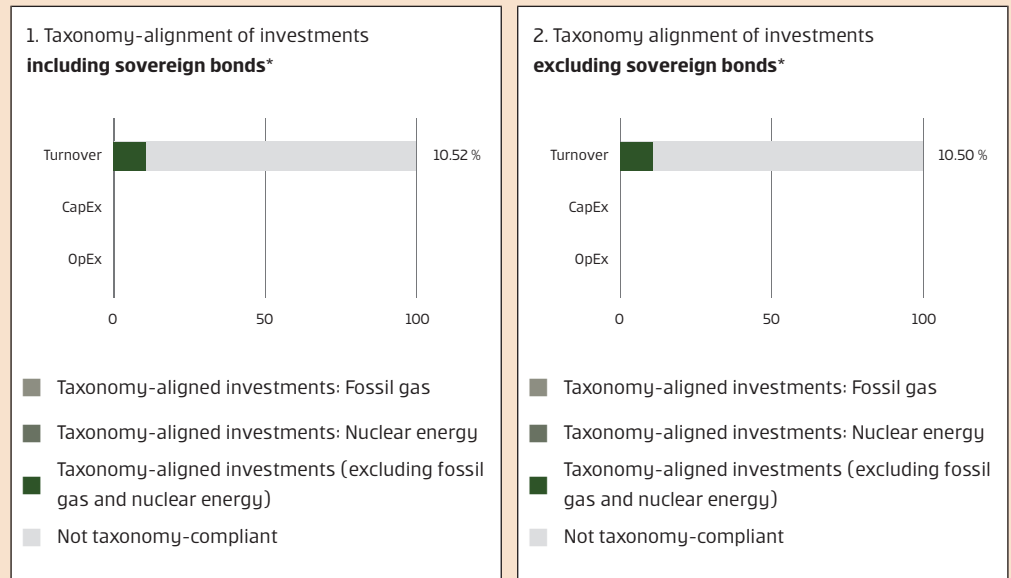 1. Taxonomy-alignment of investments
including sovereign bonds*
Turnover
10.52 %
CapEx
OpEx
0
50
100
Taxonomy-aligned investments: Fossil gas
Taxonomy-aligned investments: Nuclear energy
Taxonomy-aligned investments (excluding fossil
gas and nuclear energy)
Not taxonomy-compliant
2. Taxonomy alignment of investments
excluding sovereign bonds*
Turnover
10.50 %
CapEx
OpEx
0
50
100
Taxonomy-aligned investments: Fossil gas
Taxonomy-aligned investments: Nuclear energy
Taxonomy-aligned investments (excluding fossil
gas and nuclear energy)
Not taxonomy-compliant